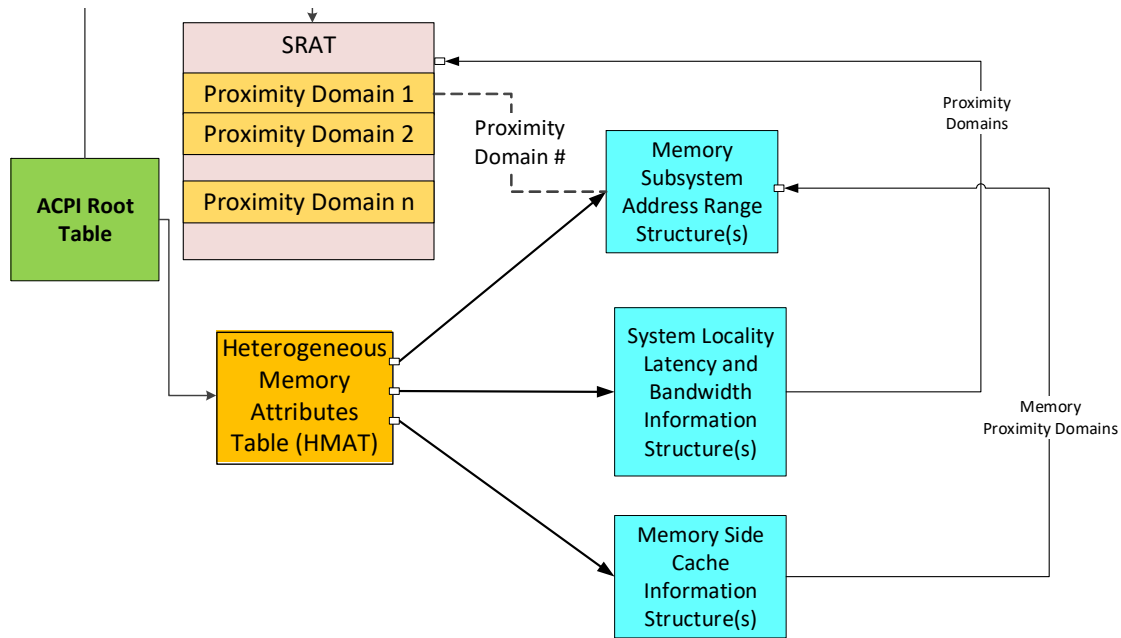 SRAT
Proximity Domain 1
Proximity Domain 2
Proximity Domain n
Proximity
Domain #
Proximity
Domains
Memory
Subsystem
Address Range
Structure(s)
ACPI Root
Table
Heterogeneous
Memory
Attributes
Table (HMAT)
System Locality
Latency and
Bandwidth
Information
Structure(s)
Memory
Proximity Domains
Memory Side
Cache
Information
Structure(s)